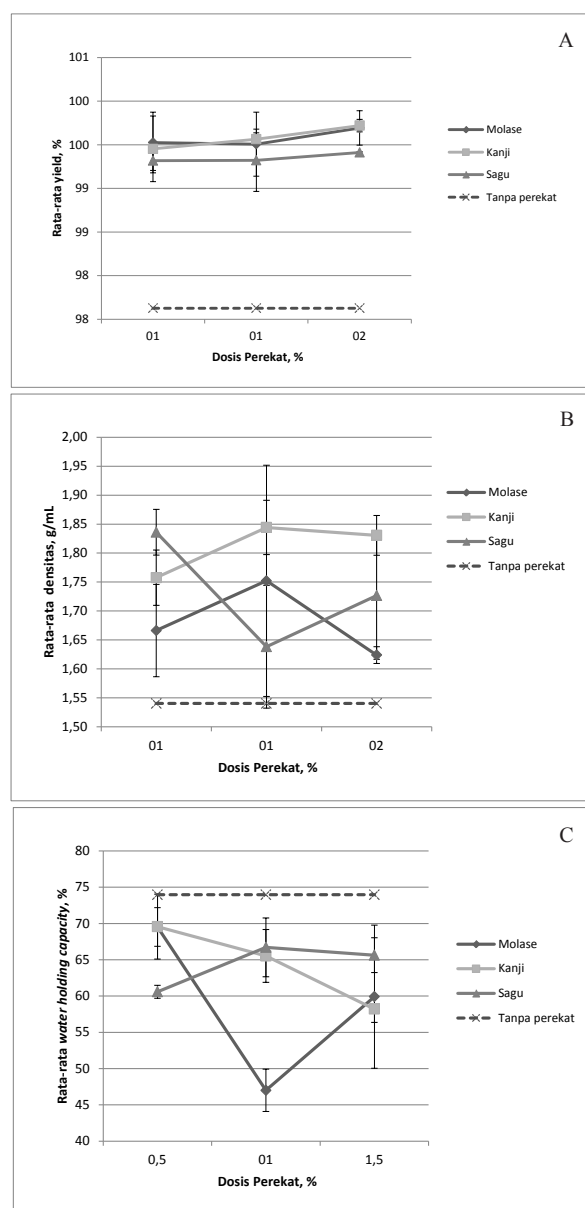 A
101
100
100
99
99
98
98
Rata-rata yield, %
01
01
02
Dosis Perekat, %
Molase
Kanji
Sagu
Tanpa perekat
B
2,00
1,95
1,90
1,85
1,80
1,75
1,70
1,65
1,60
1,55
1,50
Rata-rata densitas, g/mL
01
01
02
Dosis Perekat, %
Molase
Kanji
Sagu
Tanpa perekat
C
80
75
70
65
60
55
50
45
40
Rata-rata water holding capacity, %
0,5
01
1,5
Dosis Perekat, %
Molase
Kanji
Sagu
Tanpa perekat